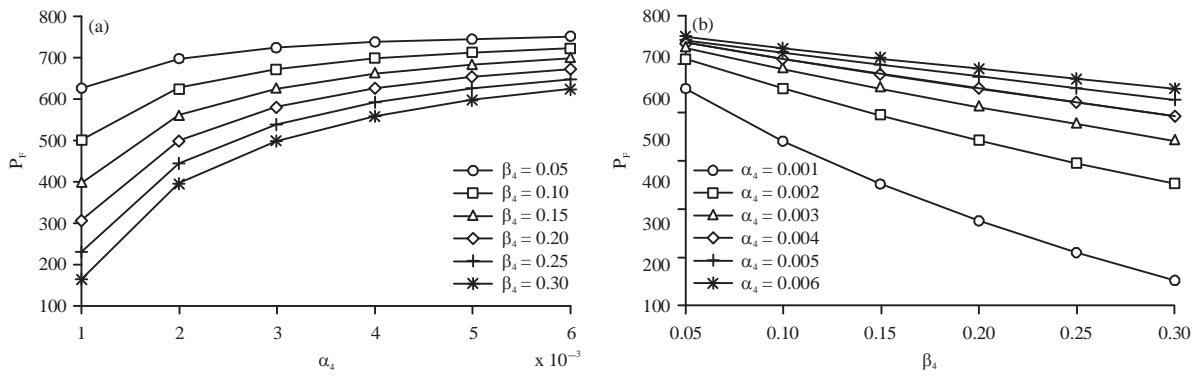 (a)
800
700
600
500
400
300
200
100
P_F
β₄ = 0.05
β₄ = 0.10
β₄ = 0.15
β₄ = 0.20
β₄ = 0.25
β₄ = 0.30
1 2 3 4 5 6
α₄
x 10⁻³
(b)
800
700
600
500
400
300
200
100
P_F
α₄ = 0.001
α₄ = 0.002
α₄ = 0.003
α₄ = 0.004
α₄ = 0.005
α₄ = 0.006
0.05 0.10 0.15 0.20 0.25 0.30
β₄